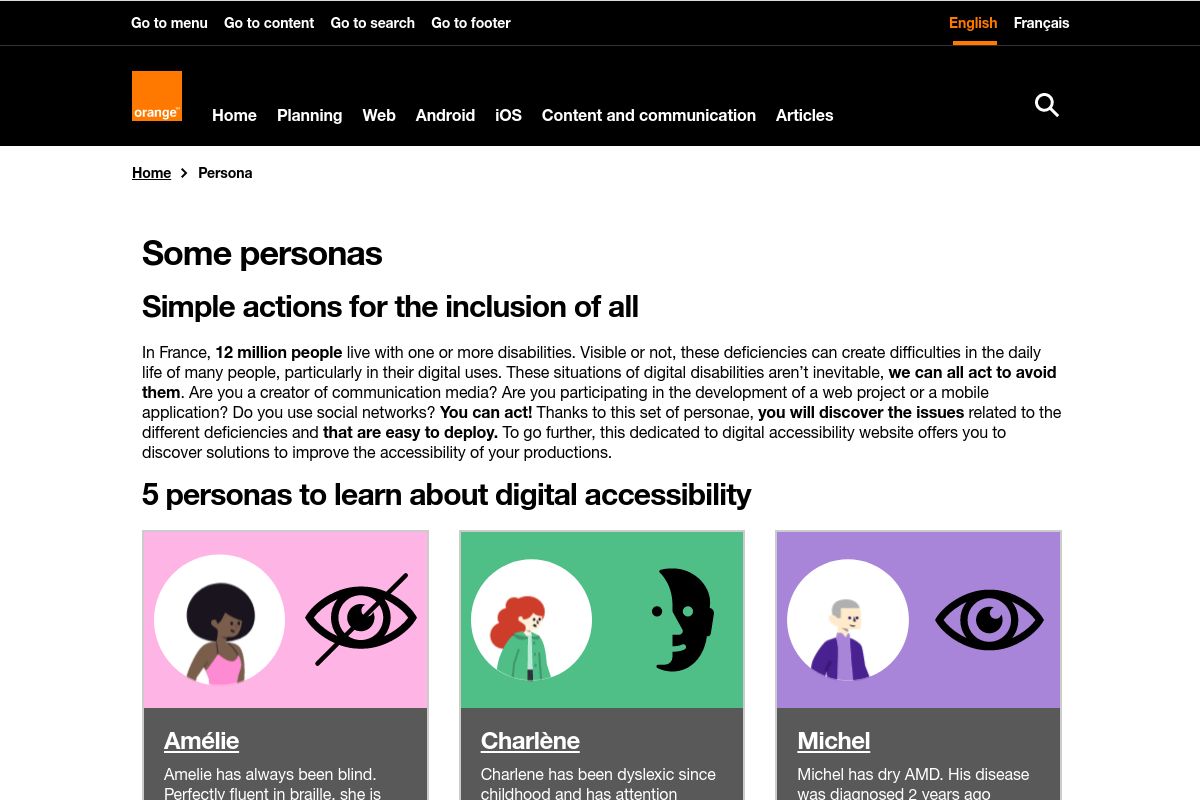 Go to menu Go to content Go to search Go to footer English Français
orange™
Home Planning Web Android iOS Content and communication Articles
Home > Persona
Some personas
Simple actions for the inclusion of all
In France, 12 million people live with one or more disabilities. Visible or not, these deficiencies can create difficulties in the daily
life of many people, particularly in their digital uses. These situations of digital disabilities aren't inevitable, we can all act to avoid
them. Are you a creator of communication media? Are you participating in the development of a web project or a mobile
application? Do you use social networks? You can act! Thanks to this set of personae, you will discover the issues related to the
different deficiencies and that are easy to deploy. To go further, this dedicated to digital accessibility website offers you to
discover solutions to improve the accessibility of your productions.
5 personas to learn about digital accessibility
Amélie
Amelie has always been blind.
Perfectly fluent in braille, she is
Charlène
Charlene has been dyslexic since
childhood and has attention
Michel
Michel has dry AMD. His disease
was diagnosed 2 years ago